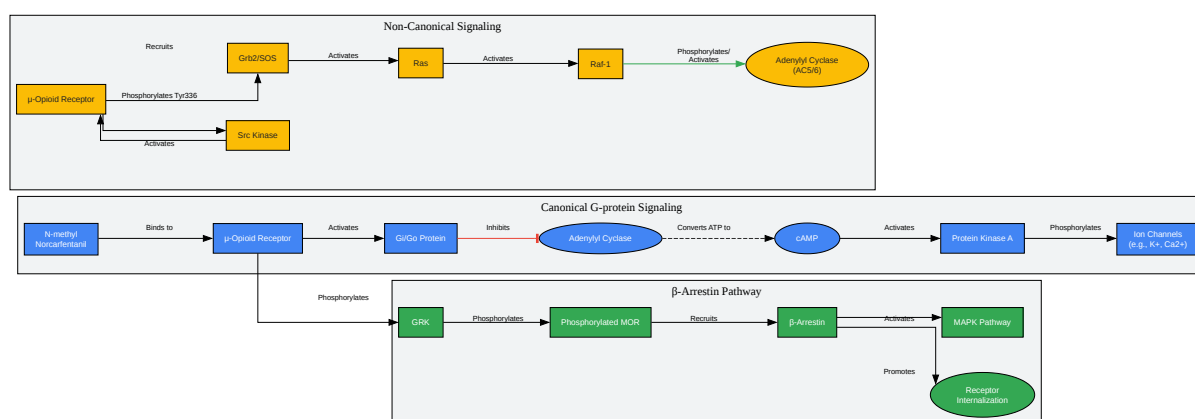 Non-Canonical Signaling
Recruits
Grb2/SOS
Activates
Ras
Activates
Raf-1
Phosphorylates/
Activates
Adenylyl Cyclase
(AC5/6)
μ-Opioid Receptor
Phosphorylates Tyr336
Src Kinase
Activates
Canonical G-protein Signaling
N-methyl
Norcarfentanil
Binds to
μ-Opioid Receptor
Activates
Gi/Go Protein
Inhibits
Adenylyl Cyclase
Converts ATP to
cAMP
Activates
Protein Kinase A
Phosphorylates
Ion Channels
(e.g., K+, Ca2+)
β-Arrestin Pathway
Phosphorylates
GRK
Phosphorylates
Phosphorylated MOR
Recruits
β-Arrestin
Activates
MAPK Pathway
Promotes
Receptor
Internalization